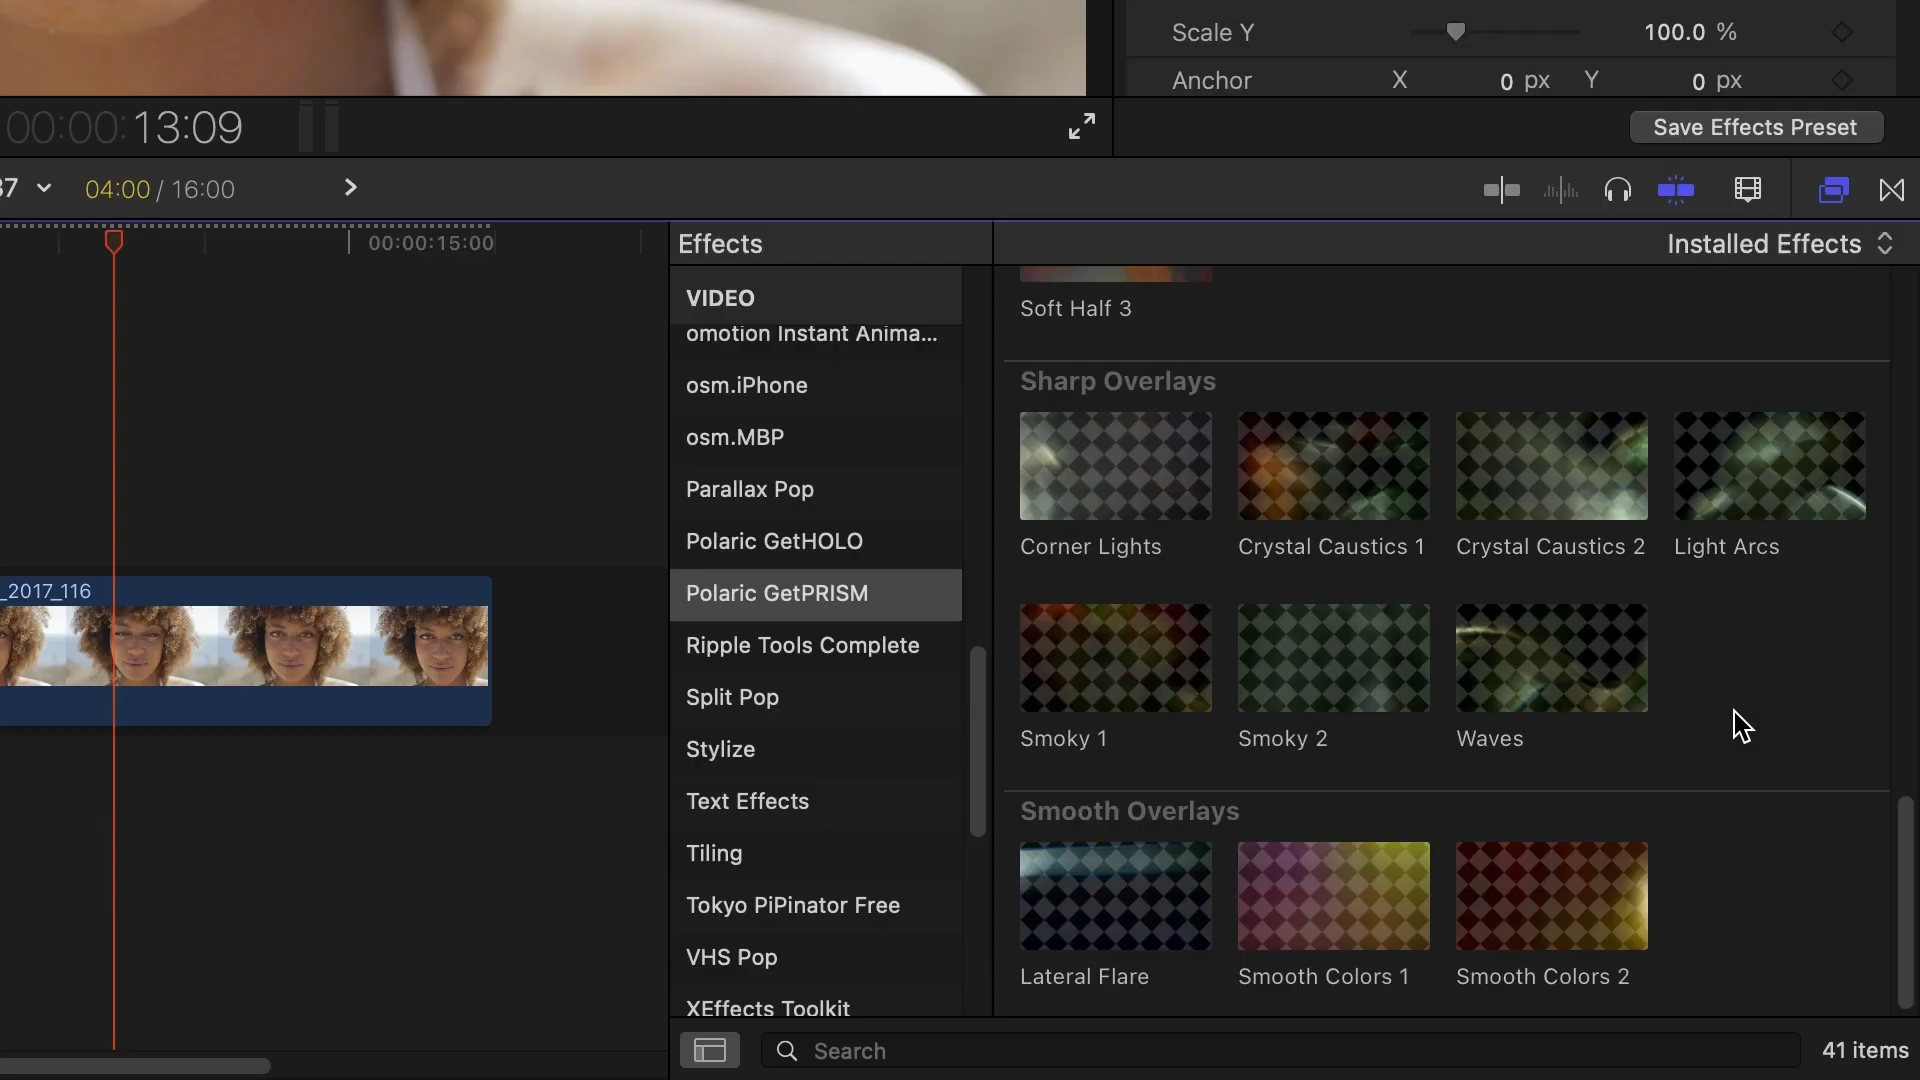 Scale Y 100.0 %
Anchor X 0 px Y 0 px
00:00:13:09
Save Effects Preset
37 04:00 / 16:00
00:00:15:00
Effects
Installed Effects
VIDEO
omotion Instant Anima...
osm.iPhone
osm.MBP
Parallax Pop
Polaric GetHOLO
Polaric GetPRISM
Ripple Tools Complete
Split Pop
Stylize
Text Effects
Tiling
Tokyo PiPinator Free
VHS Pop
XEffects Toolkit
Soft Half 3
Sharp Overlays
Corner Lights
Crystal Caustics 1
Crystal Caustics 2
Light Arcs
Smoky 1
Smoky 2
Waves
Smooth Overlays
Lateral Flare
Smooth Colors 1
Smooth Colors 2
_2017_116
Search
41 items